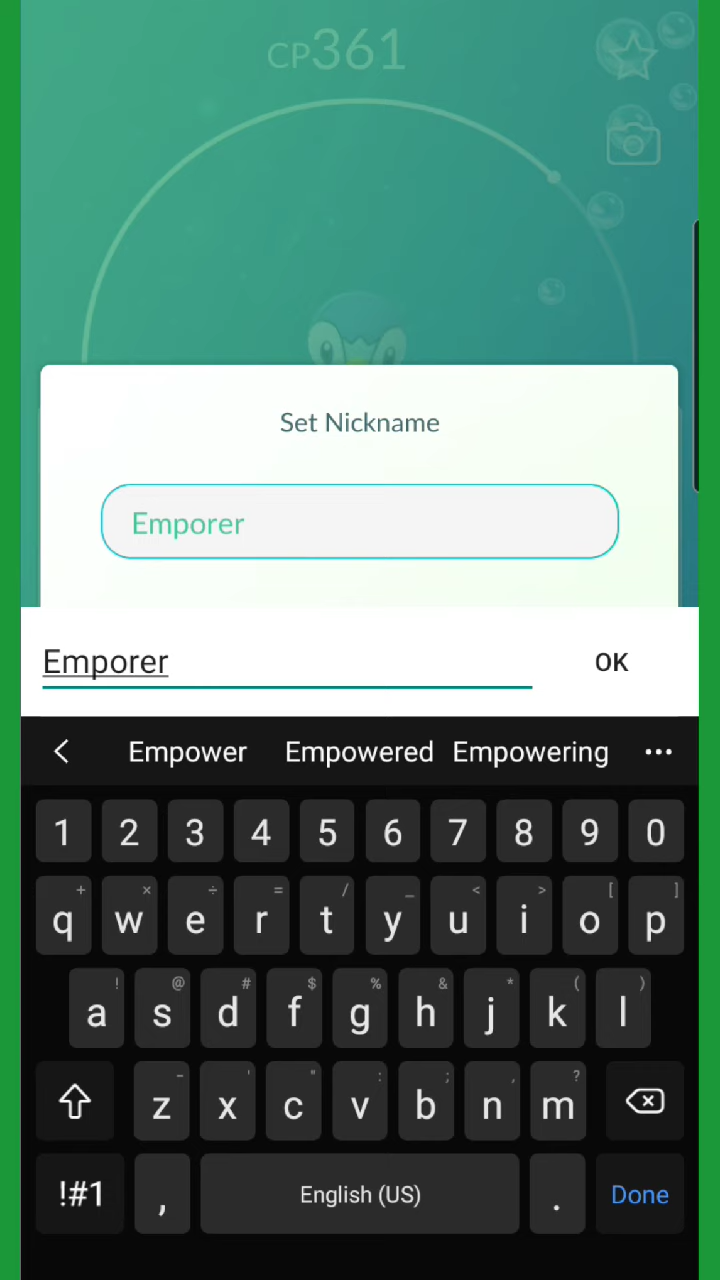 CP361
Set Nickname
Emporer
Emporer OK
Empower Empowered Empowering •••
1 2 3 4 5 6 7 8 9 0
+ × ÷ = / _ < > [ ]
q w e r t y u i o p
! @ # $ % & * ( )
a s d f g h j k l
- ' " : ; , ?
z x c v b n m
!#1 , English (US) . Done